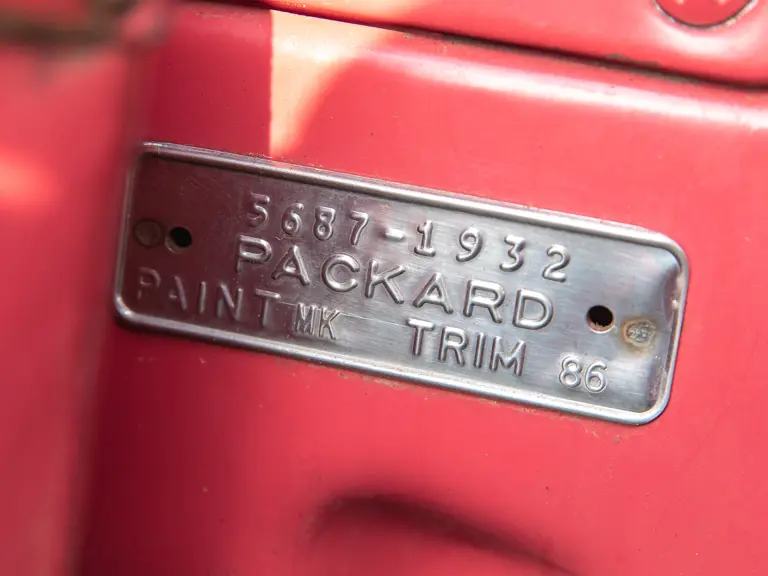 5687-1932
PACKARD
PAINT MK TRIM 86